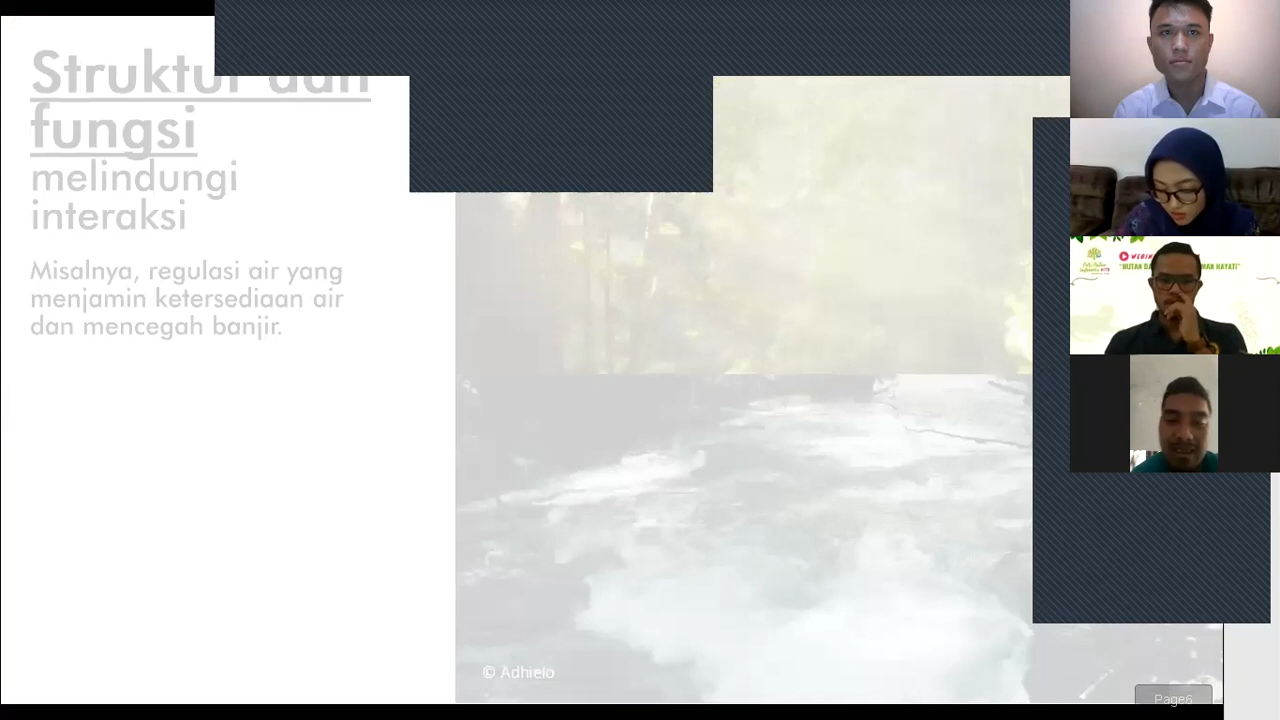 Struktur dan
fungsi
melindungi
interaksi
Misalnya, regulasi air yang
menjamin ketersediaan air
dan mencegah banjir.
© Adhielo
Page6